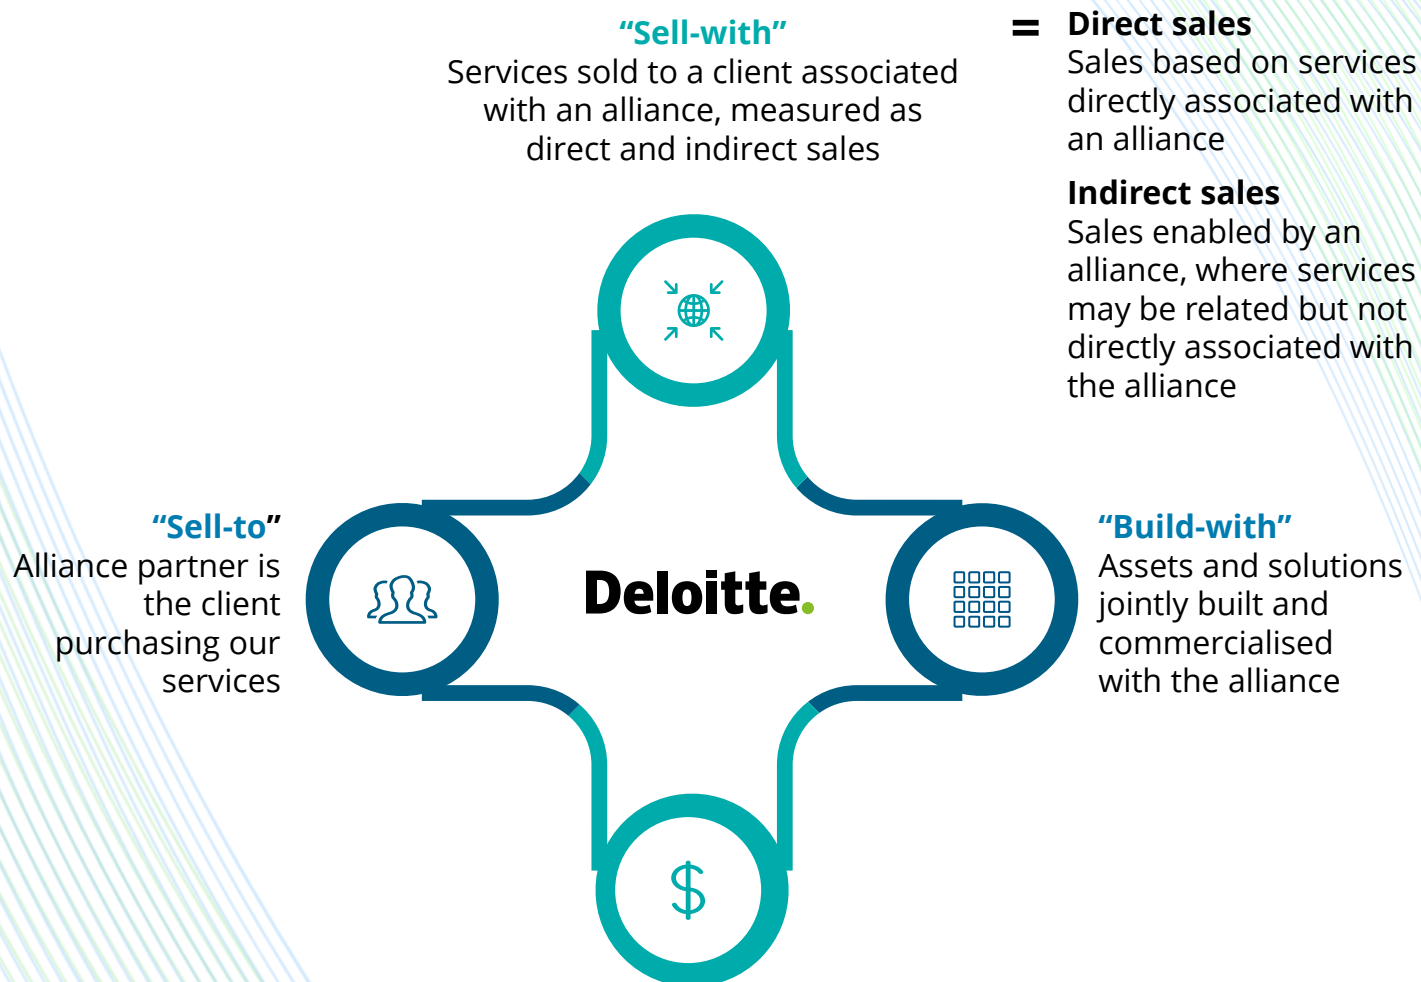 “Sell-with”
Services sold to a client associated
with an alliance, measured as
direct and indirect sales
= Direct sales
Sales based on services
directly associated with
an alliance
Indirect sales
Sales enabled by an
alliance, where services
may be related but not
directly associated with
the alliance
“Sell-to”
Alliance partner is
the client
purchasing our
services
Deloitte.
“Build-with”
Assets and solutions
jointly built and
commercialised
with the alliance
$